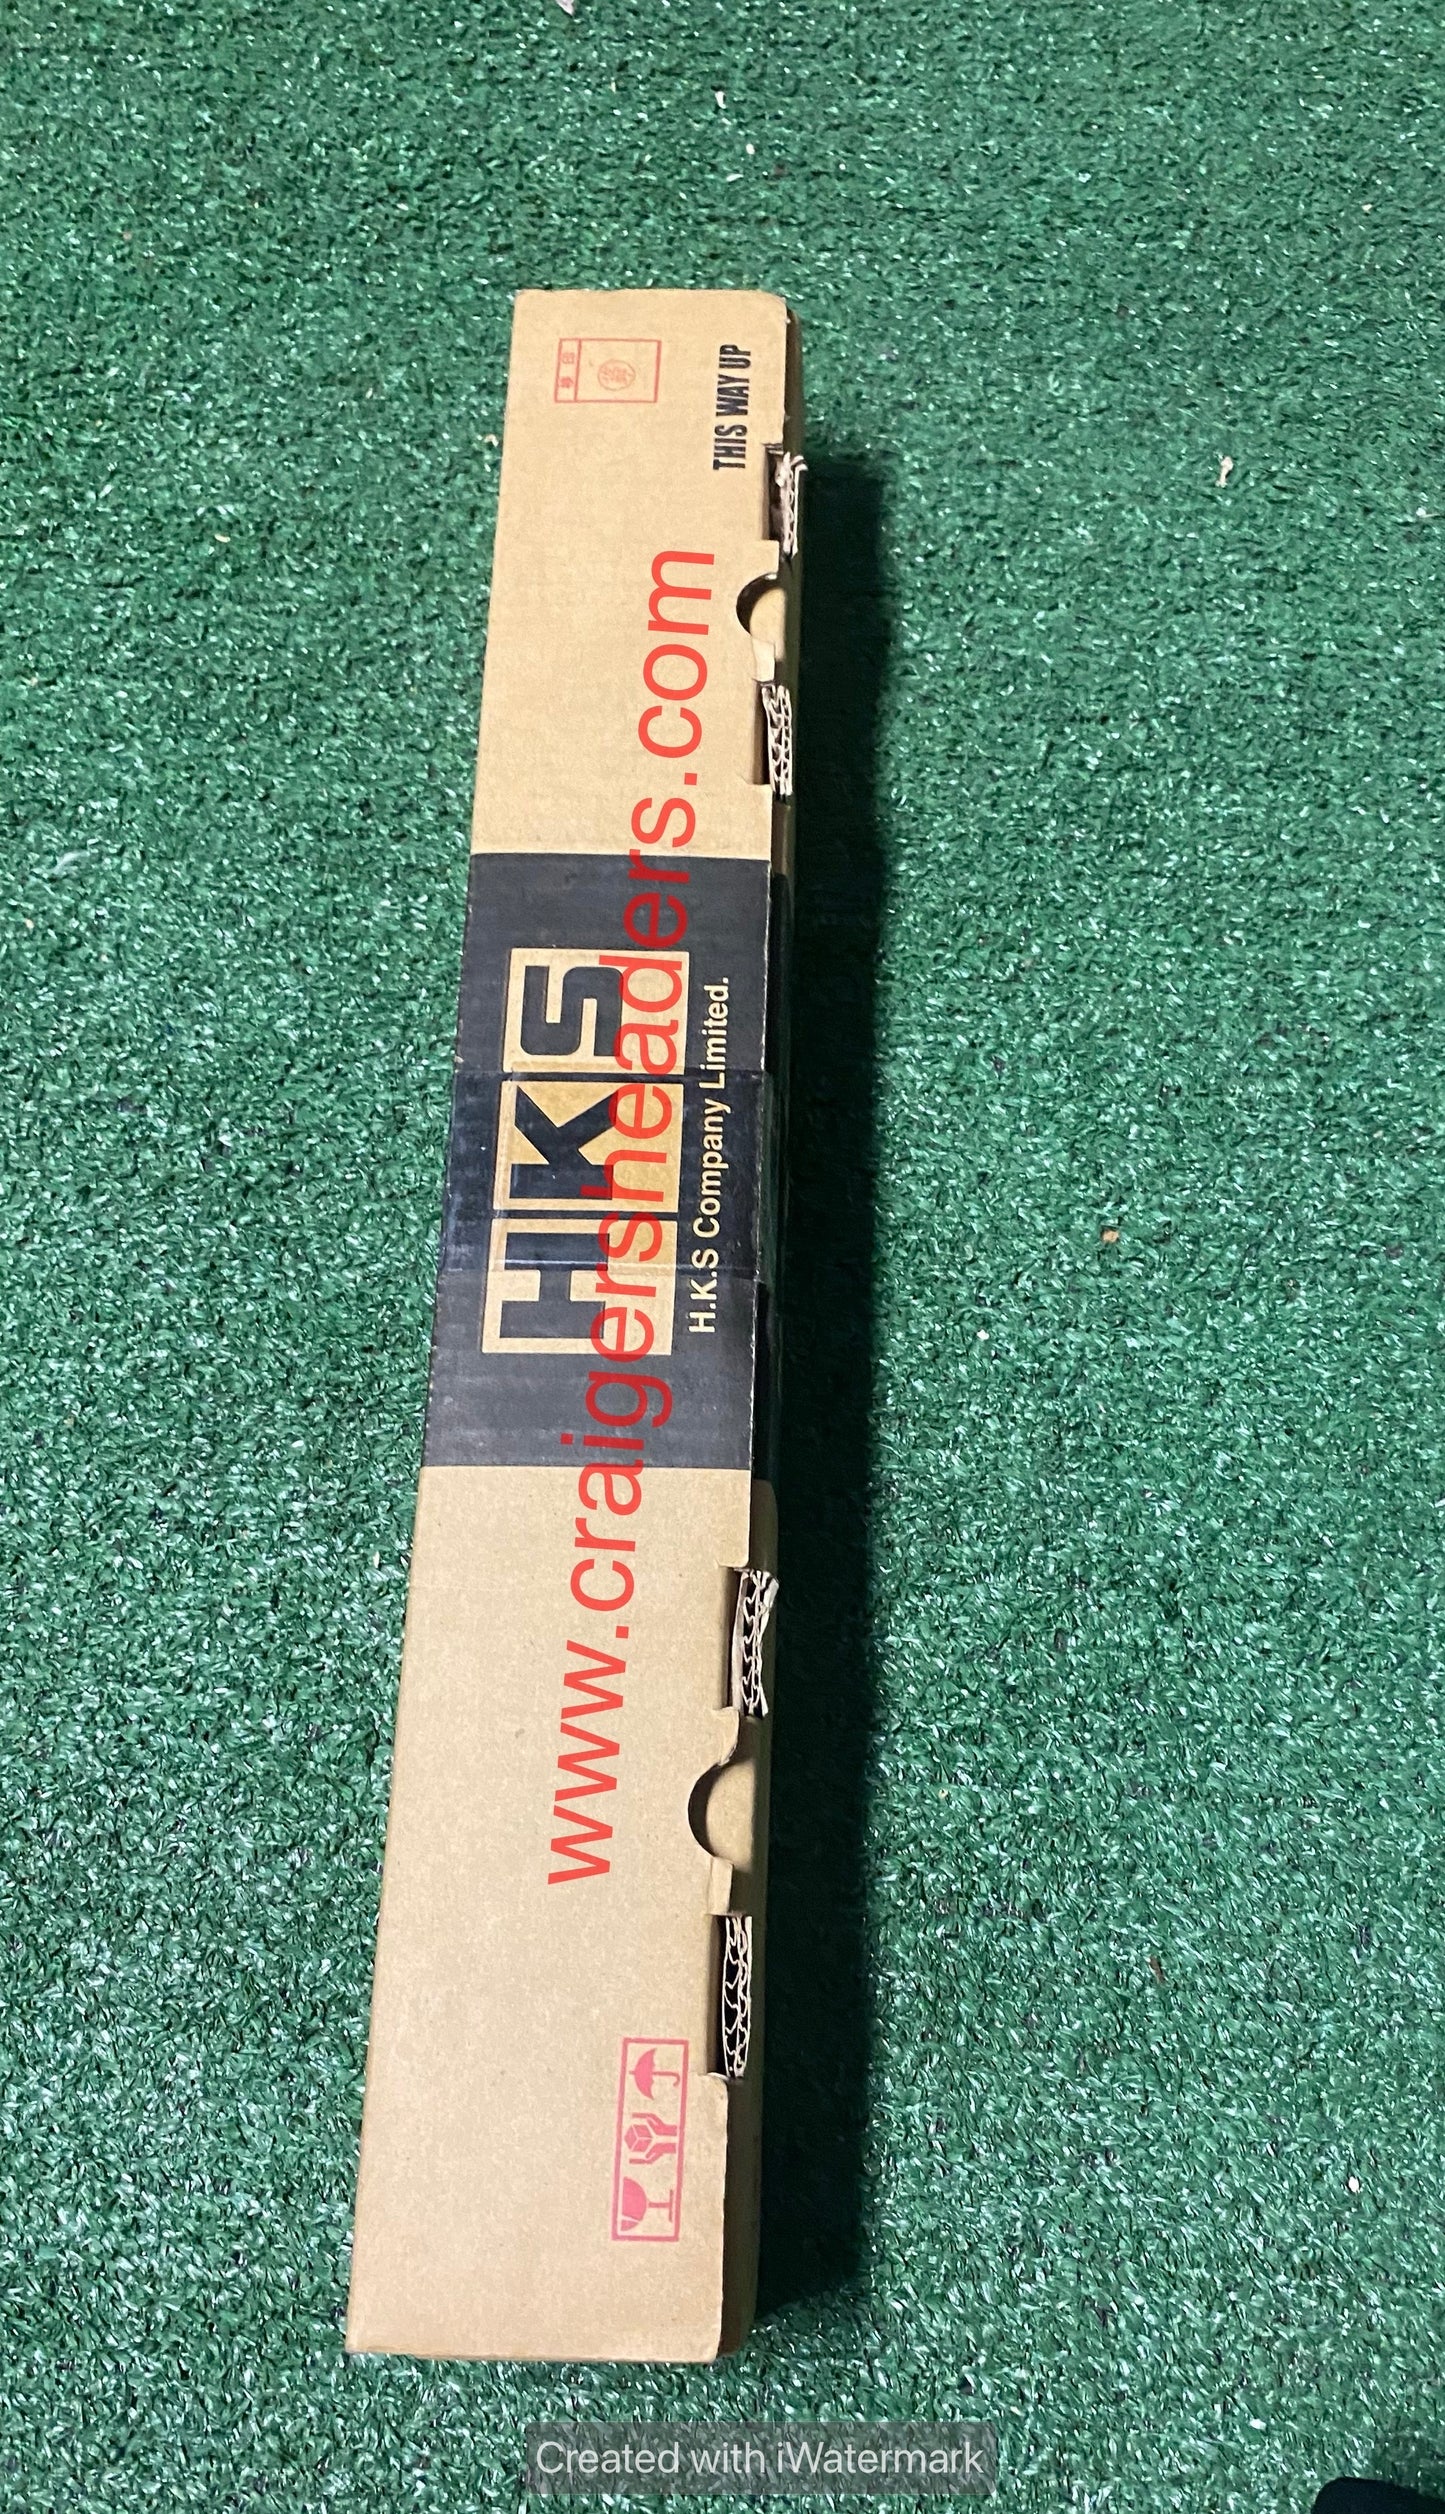 THIS WAY UP
HKS
H.K.S Company Limited.
www.craigersheaders.com
Created with iWatermark